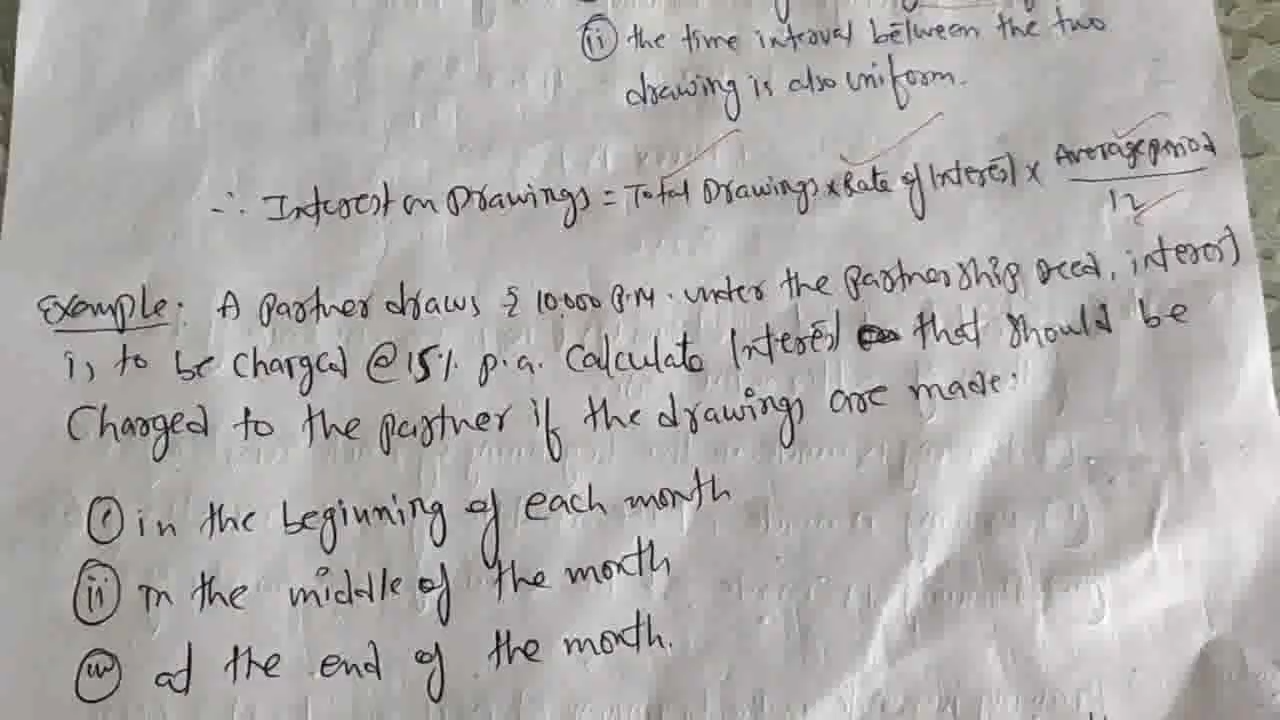 (ii) the time interval between the two
drawing is also uniform.
∴ Interest on Drawings = Total Drawings × Rate of Interest × Average period / 12
Example: A partner draws ₹ 10,000 P.M. under the partnership deed, interest
is to be charged @ 15% p.a. Calculate Interest that should be
Charged to the partner if the drawings are made:
(i) in the beginning of each month
(ii) in the middle of the month
(iii) at the end of the month.